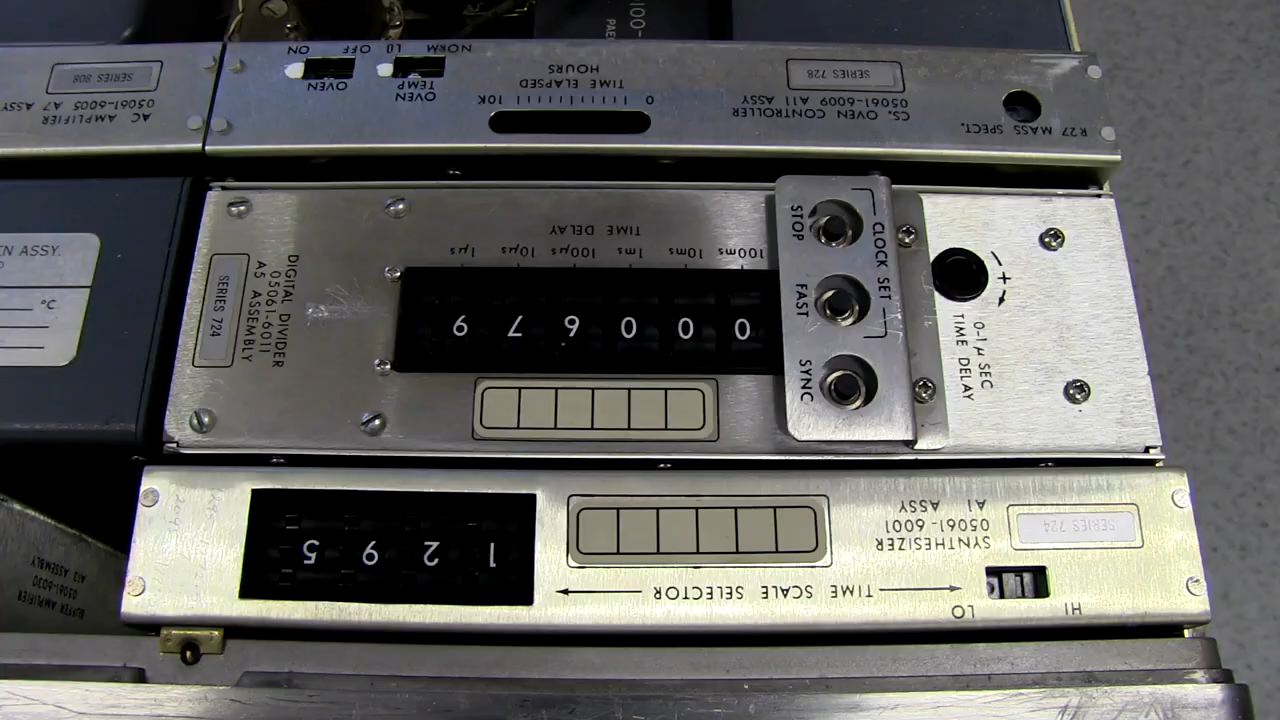 100-
PAEC
ON OFF
OVEN
LO NORM
OVEN
TEMP
TIME ELAPSED
HOURS
0 10K
SERIES 728
CS. OVEN CONTROLLER
05061-6009 A11 ASSY
R27 MASS SPECT.
SERIES 808
AC AMPLIFIER
05061-6005 A7 ASSY
N ASSY.
°C
SERIES 724
DIGITAL DIVIDER
05061-6011
A5 ASSEMBLY
TIME DELAY
100ms 10ms 1ms 100μs 10μs 1μs
0 0 0 9 7 6
CLOCK SET
STOP
FAST
SYNC
- +
0-1 μ SEC
TIME DELAY
SERIES 724
SYNTHESIZER
05061-6001
A1 ASSY
HI LO
TIME SCALE SELECTOR
1 2 9 5
BUFFER AMPLIFIER
05061-6030
A13 ASSEMBLY